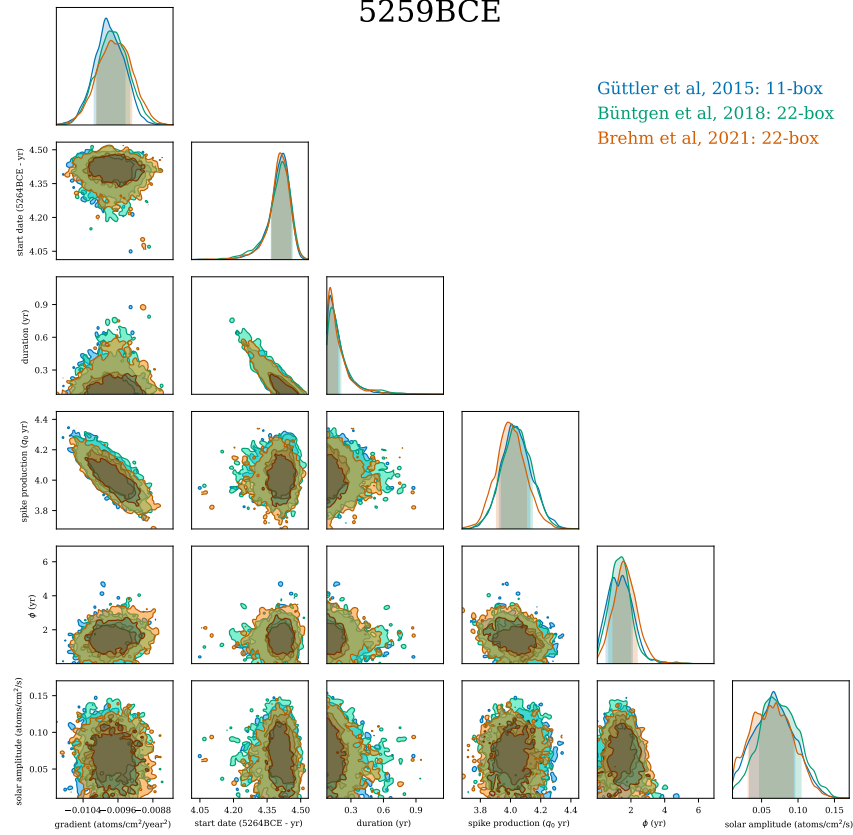 5259BCE
Güttler et al, 2015: 11-box
Büntgen et al, 2018: 22-box
Brehm et al, 2021: 22-box
start date (5264BCE - yr)
4.50
4.35
4.20
4.05
duration (yr)
0.9
0.6
0.3
spike production (q₀ yr)
4.4
4.2
4.0
3.8
ϕ (yr)
6
4
2
solar amplitude (atoms/cm²/s)
0.15
0.10
0.05
−0.0104 −0.0096 −0.0088
gradient (atoms/cm²/year²)
4.05 4.20 4.35 4.50
start date (5264BCE - yr)
0.3 0.6 0.9
duration (yr)
3.8 4.0 4.2 4.4
spike production (q₀ yr)
2 4 6
ϕ (yr)
0.05 0.10 0.15
solar amplitude (atoms/cm²/s)